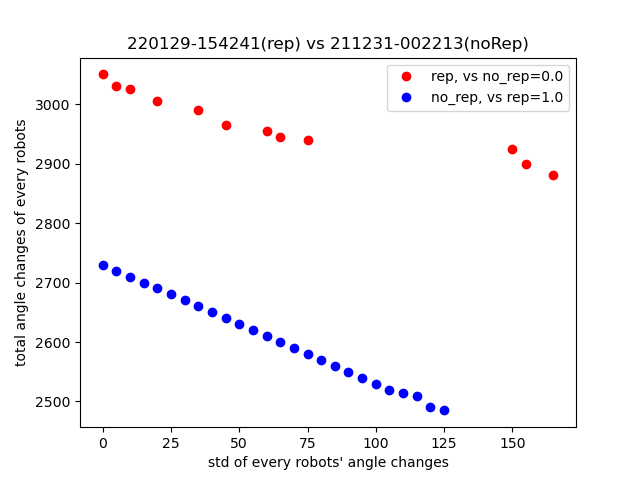 220129-154241(rep) vs 211231-002213(noRep)
rep, vs no_rep=0.0
no_rep, vs rep=1.0
total angle changes of every robots
3000
2900
2800
2700
2600
2500
0 25 50 75 100 125 150
std of every robots' angle changes